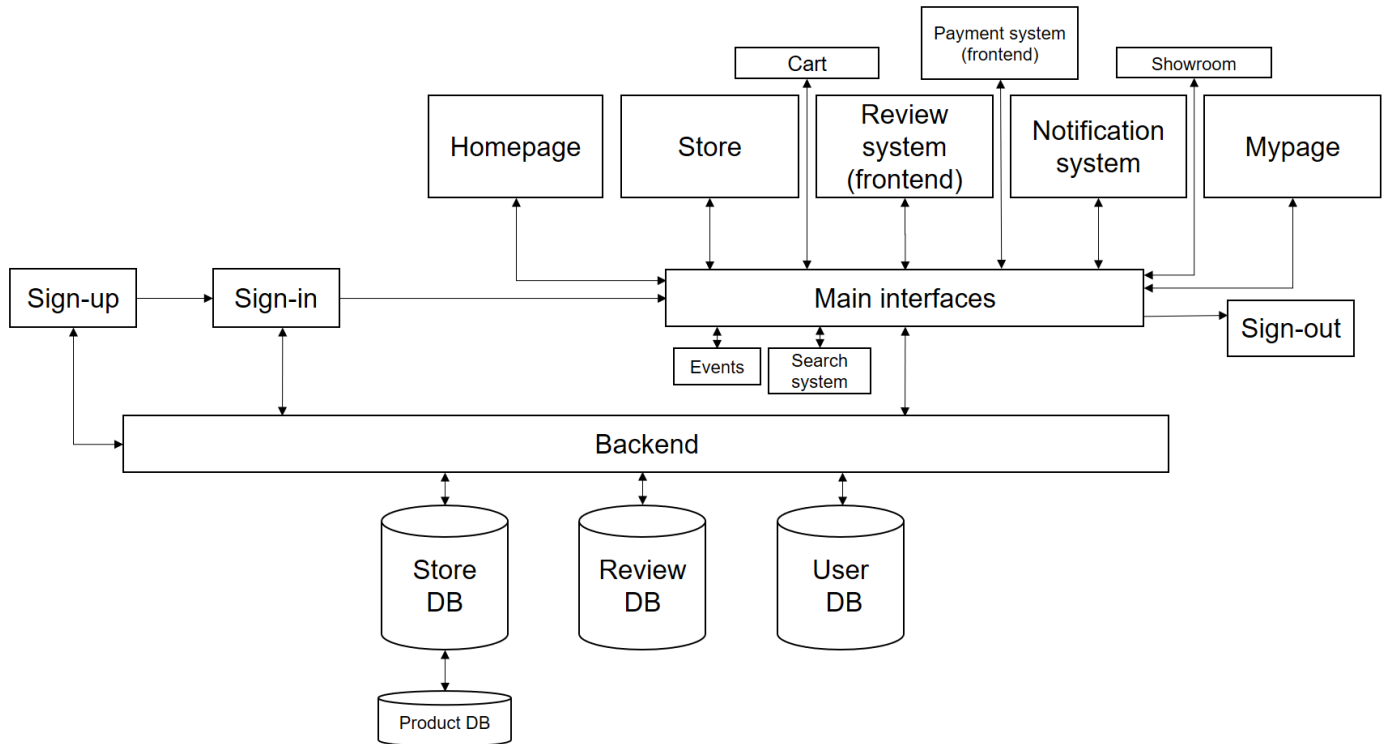 Payment system
(frontend)
Cart
Showroom
Homepage
Store
Review
system
(frontend)
Notification
system
Mypage
Sign-up
Sign-in
Main interfaces
Sign-out
Events
Search
system
Backend
Store
DB
Review
DB
User
DB
Product DB